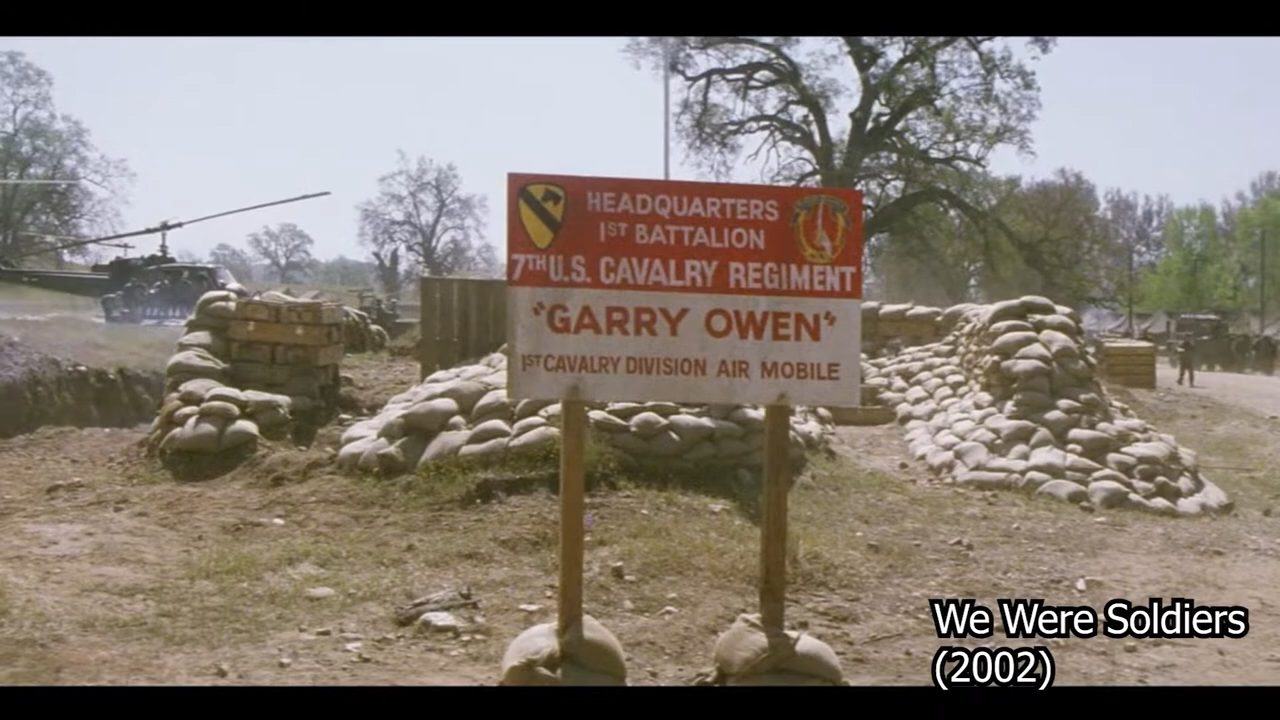 HEADQUARTERS
1ST BATTALION
7TH U.S. CAVALRY REGIMENT
"GARRY OWEN"
1ST CAVALRY DIVISION AIR MOBILE
We Were Soldiers
(2002)